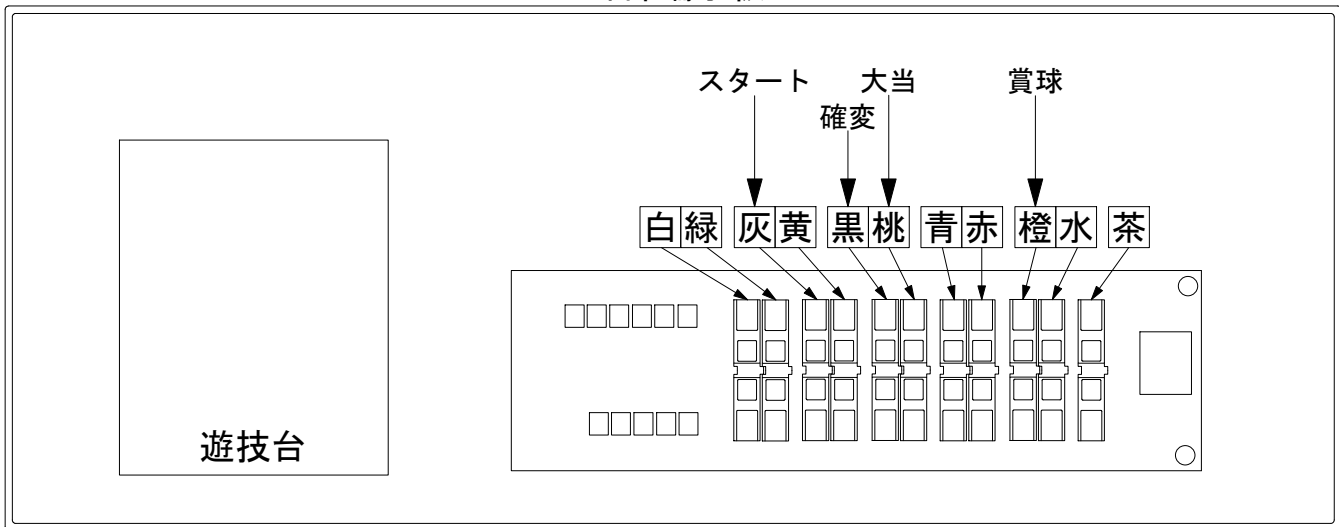 スタート
大当
賞球
確変
白緑 灰黄 黒桃 青赤 橙水 茶
遊技台